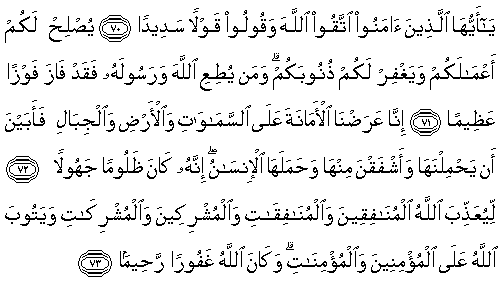 يَـٰٓأَيُّهَا ٱلَّذِينَ ءَامَنُوا۟ ٱتَّقُوا۟ ٱللَّهَ وَقُولُوا۟ قَوْلًا سَدِيدًا ٧٠ يُصْلِحْ لَكُمْ
أَعْمَـٰلَكُمْ وَيَغْفِرْ لَكُمْ ذُنُوبَكُمْ ۗ وَمَن يُطِعِ ٱللَّهَ وَرَسُولَهُۥ فَقَدْ فَازَ فَوْزًا
عَظِيمًا ٧١ إِنَّا عَرَضْنَا ٱلْأَمَانَةَ عَلَى ٱلسَّمَـٰوَٰتِ وَٱلْأَرْضِ وَٱلْجِبَالِ فَأَبَيْنَ
أَن يَحْمِلْنَهَا وَأَشْفَقْنَ مِنْهَا وَحَمَلَهَا ٱلْإِنسَـٰنُ ۖ إِنَّهُۥ كَانَ ظَلُومًا جَهُولًا ٧٢
لِّيُعَذِّبَ ٱللَّهُ ٱلْمُنَـٰفِقِينَ وَٱلْمُنَـٰفِقَـٰتِ وَٱلْمُشْرِكِينَ وَٱلْمُشْرِكَـٰتِ وَيَتُوبَ
ٱللَّهُ عَلَى ٱلْمُؤْمِنِينَ وَٱلْمُؤْمِنَـٰتِ ۗ وَكَانَ ٱللَّهُ غَفُورًا رَّحِيمًۢا ٧٣